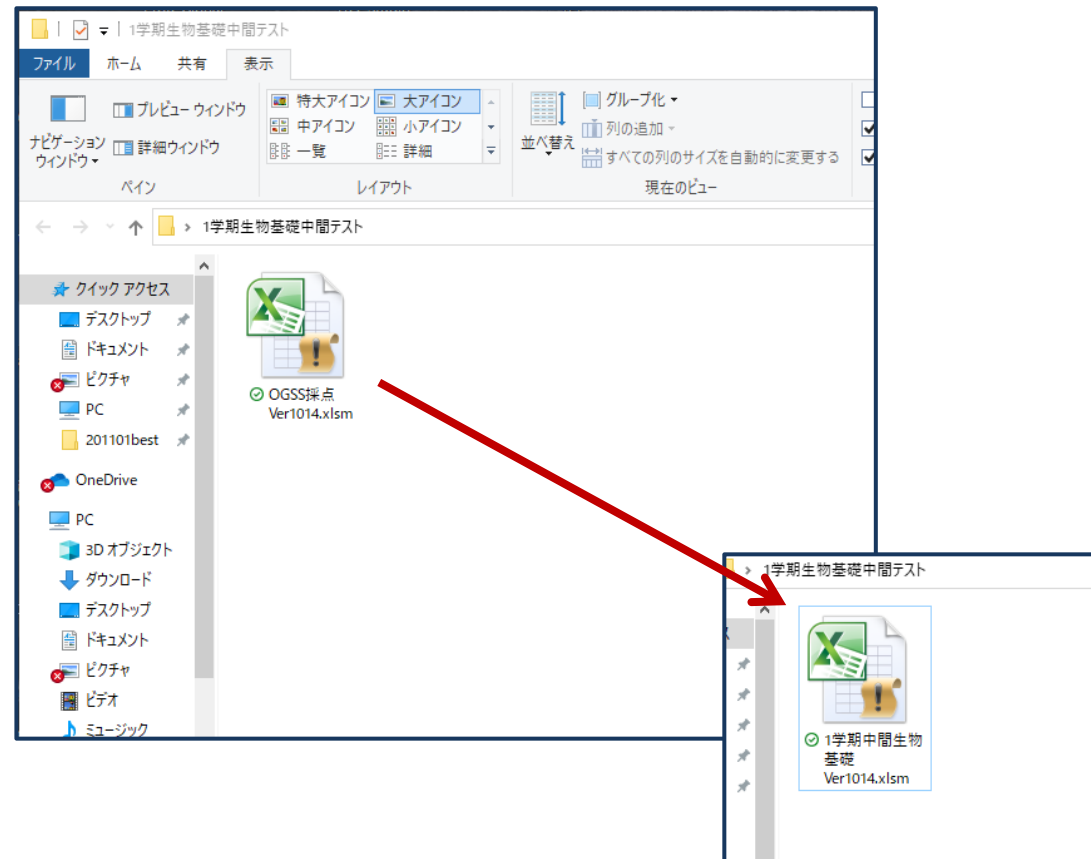 1学期生物基礎中間テスト
ファイル ホーム 共有 表示
ナビゲーション
ウィンドウ
プレビュー ウィンドウ
詳細ウィンドウ
ペイン
特大アイコン 大アイコン
中アイコン 小アイコン
一覧 詳細
レイアウト
並べ替え
グループ化
列の追加
すべての列のサイズを自動的に変更する
現在のビュー
1学期生物基礎中間テスト
クイック アクセス
デスクトップ
ドキュメント
ピクチャ
PC
201101best
OneDrive
PC
3D オブジェクト
ダウンロード
デスクトップ
ドキュメント
ピクチャ
ビデオ
ミュージック
OGSS採点
Ver1014.xlsm
1学期生物基礎中間テスト
1学期中間生物
基礎
Ver1014.xlsm